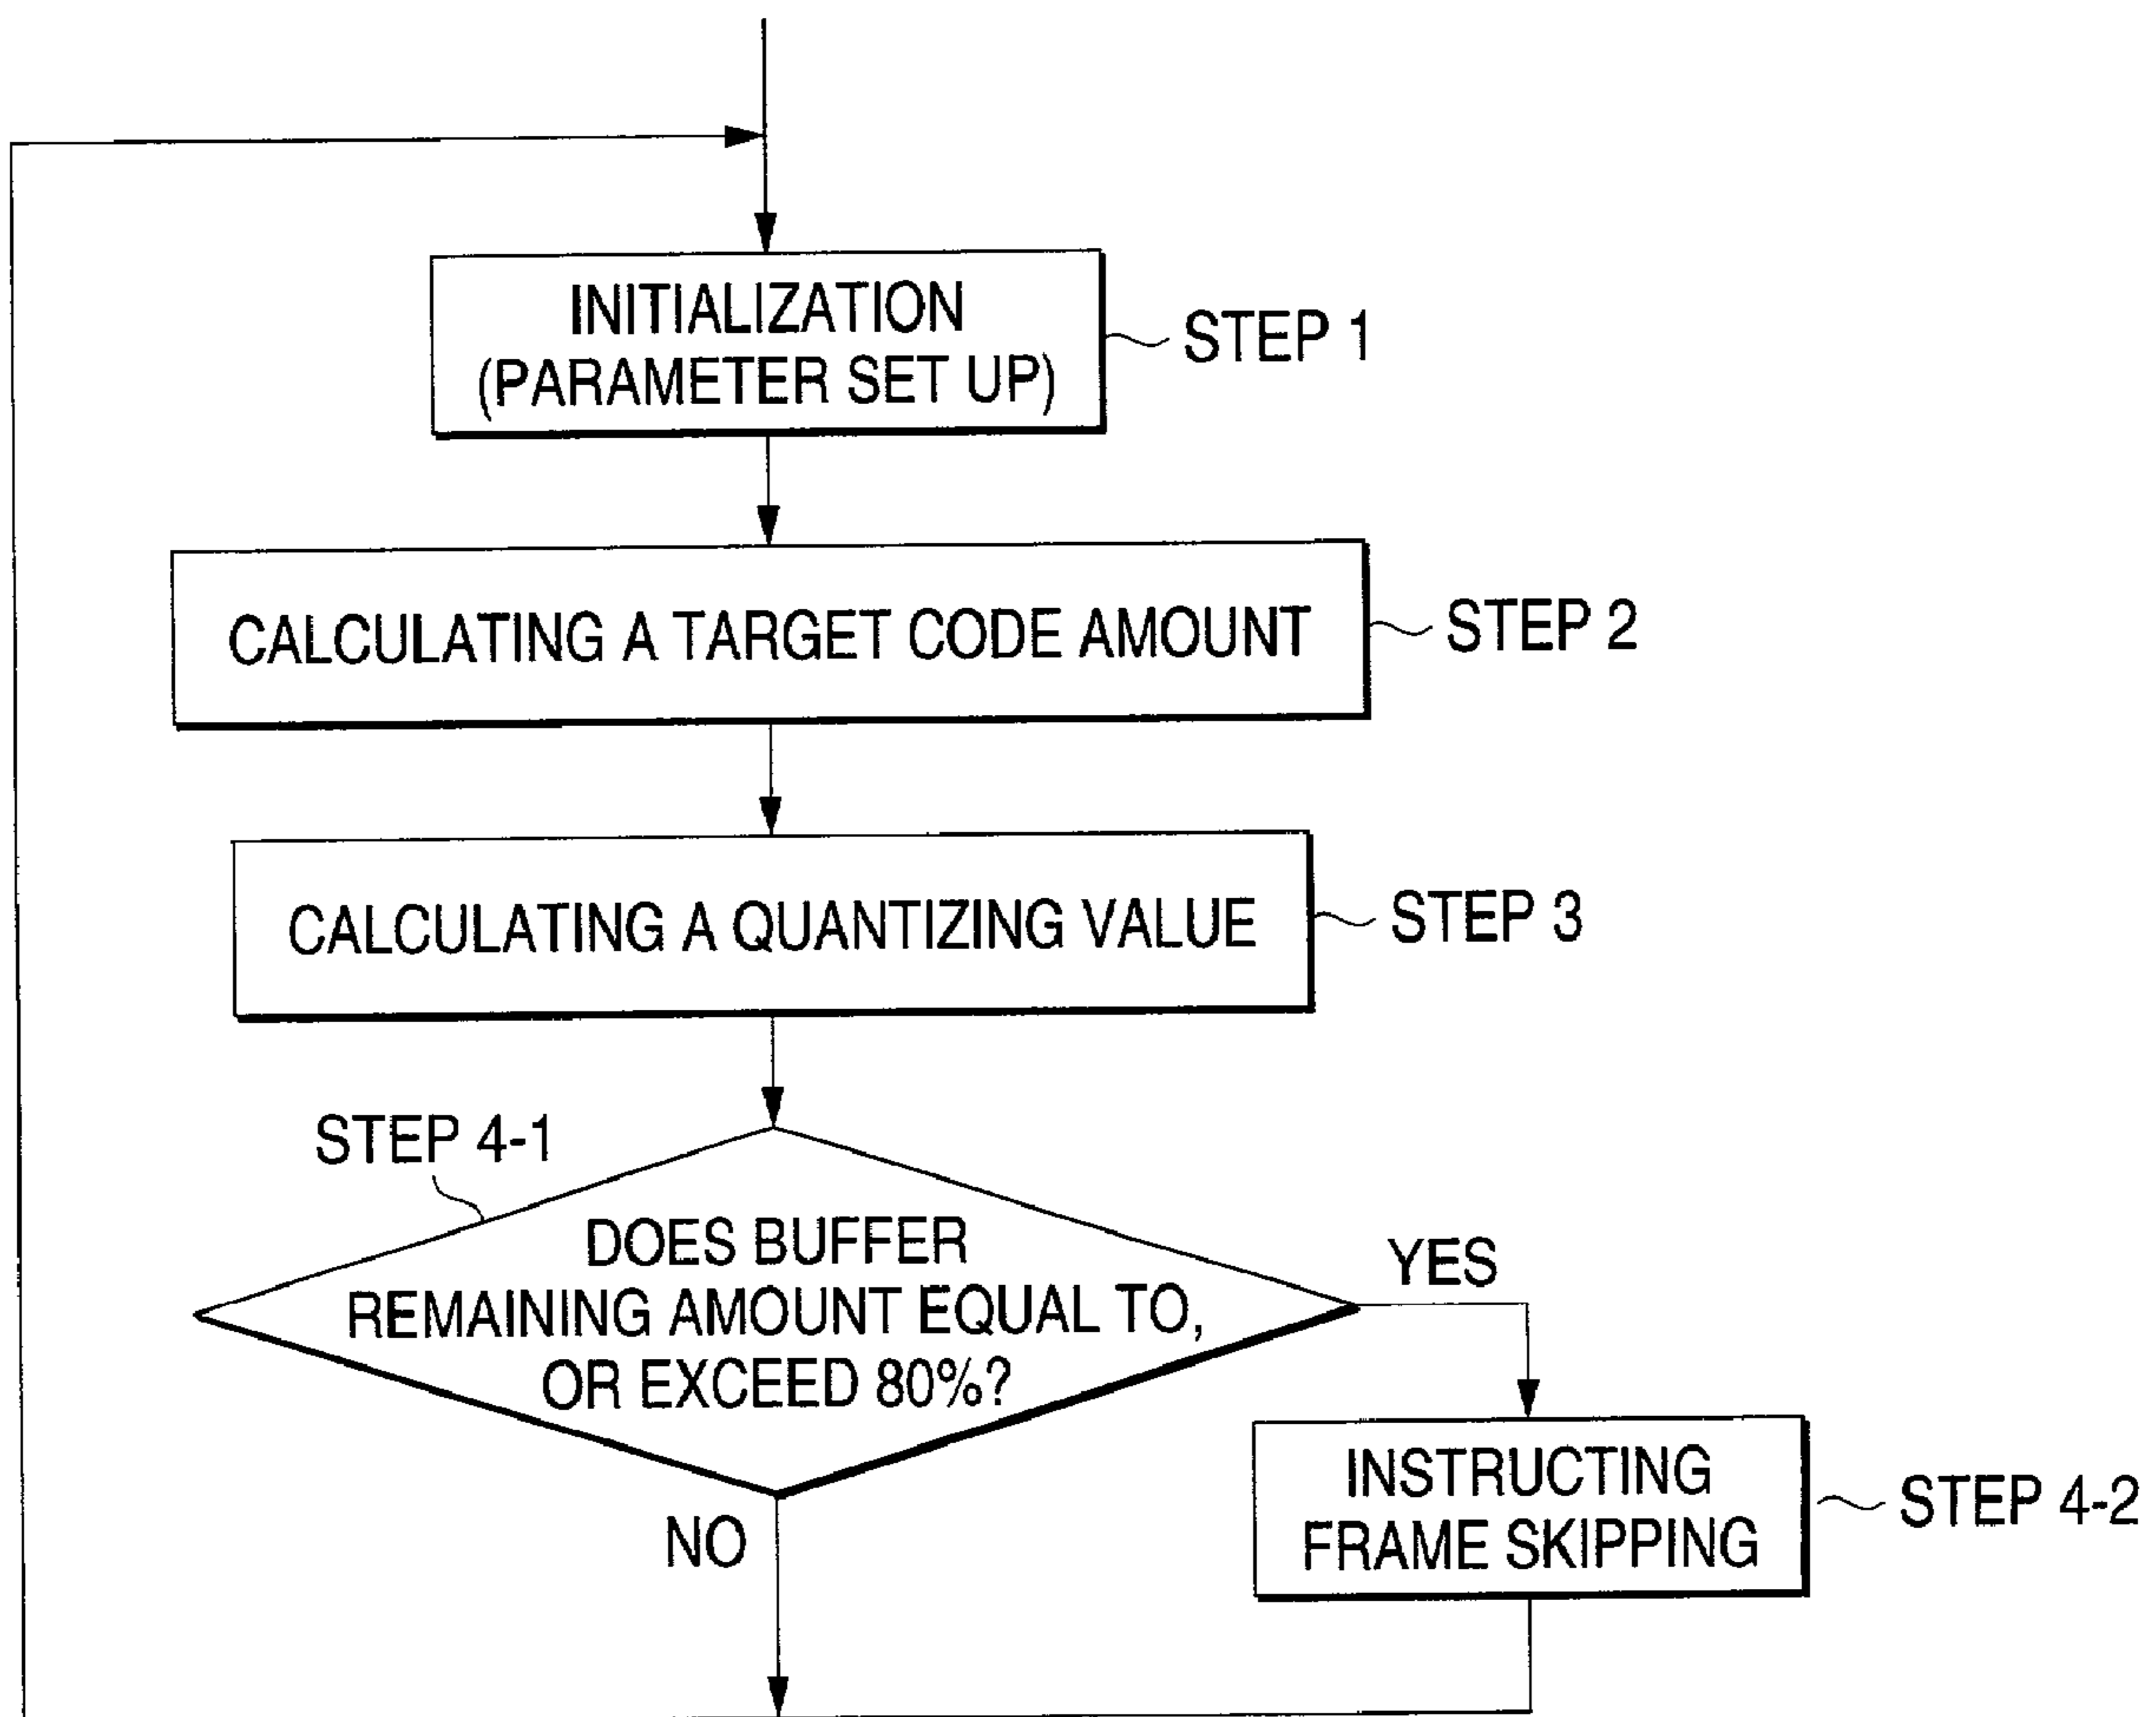 INITIALIZATION
(PARAMETER SET UP)
STEP 1
CALCULATING A TARGET CODE AMOUNT
STEP 2
CALCULATING A QUANTIZING VALUE
STEP 3
STEP 4-1
DOES BUFFER
REMAINING AMOUNT EQUAL TO,
OR EXCEED 80%?
YES
NO
INSTRUCTING
FRAME SKIPPING
STEP 4-2